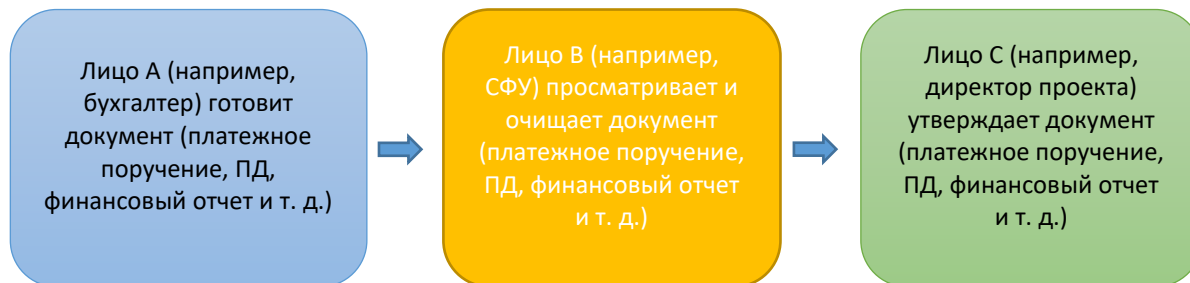 Лицо А (например,
бухгалтер) готовит
документ (платежное
поручение, ПД,
финансовый отчет и т. д.)
Лицо В (например,
СФУ) просматривает и
очищает документ
(платежное поручение,
ПД, финансовый отчет
и т. д.)
Лицо С (например,
директор проекта)
утверждает документ
(платежное поручение,
ПД, финансовый отчет
и т. д.)